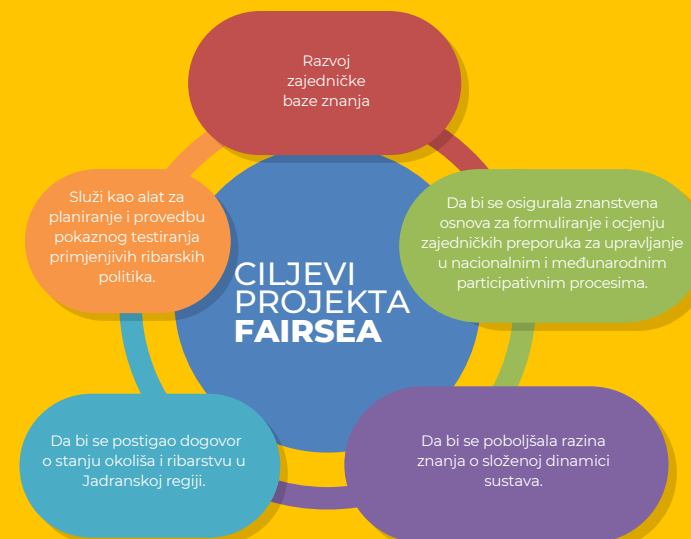 Razvoj
zajedničke
baze znanja
Služi kao alat za
planiranje i provedbu
pokaznog testiranja
primjenjivih ribarskih
politika.
Da bi se osigurala znanstvena
osnova za formuliranje i ocjenju
zajedničkih preporuka za upravljanje
u nacionalnim i međunarodnim
participativnim procesima.
CILJEVI
PROJEKTA
FAIRSEA
Da bi se postigao dogovor
o stanju okoliša i ribarstvu u
Jadranskoj regiji.
Da bi se poboljšala razina
znanja o složenoj dinamici
sustava.